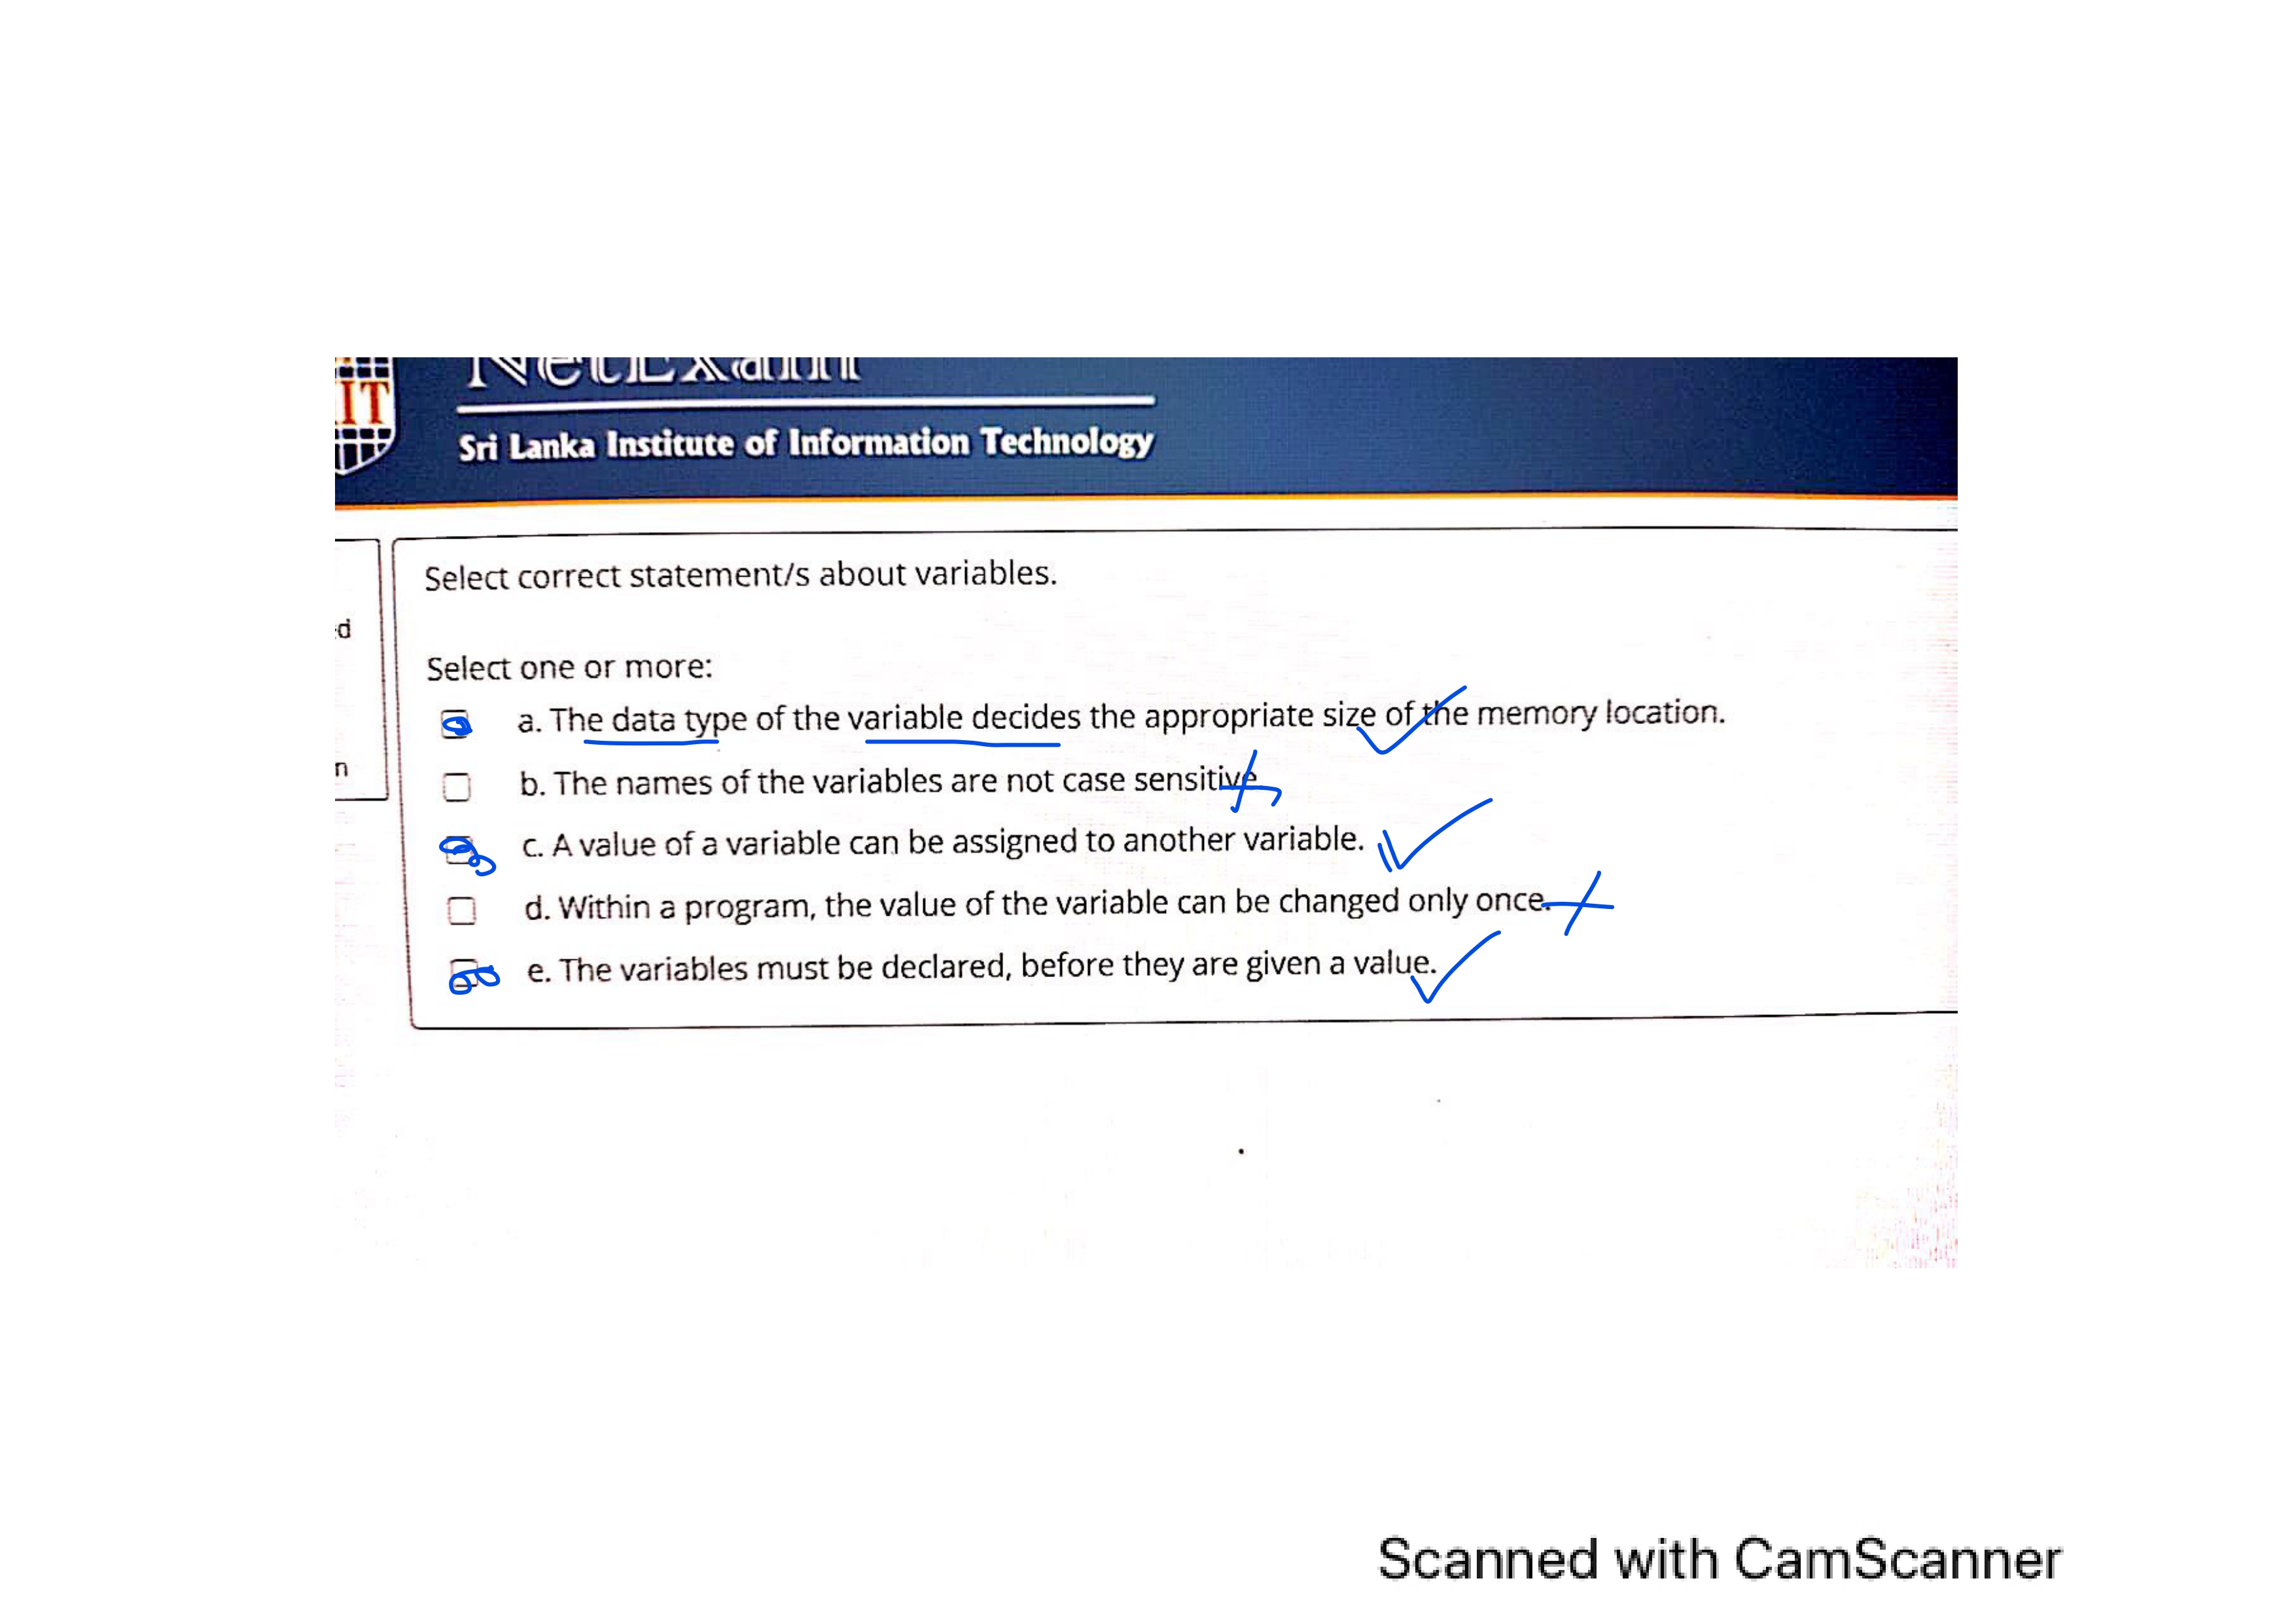 NetExam
IT
Sri Lanka Institute of Information Technology
d
n
Select correct statement/s about variables.
Select one or more:
a. The data type of the variable decides the appropriate size of the memory location.
b. The names of the variables are not case sensitive.
c. A value of a variable can be assigned to another variable.
d. Within a program, the value of the variable can be changed only once.
e. The variables must be declared, before they are given a value.
Scanned with CamScanner